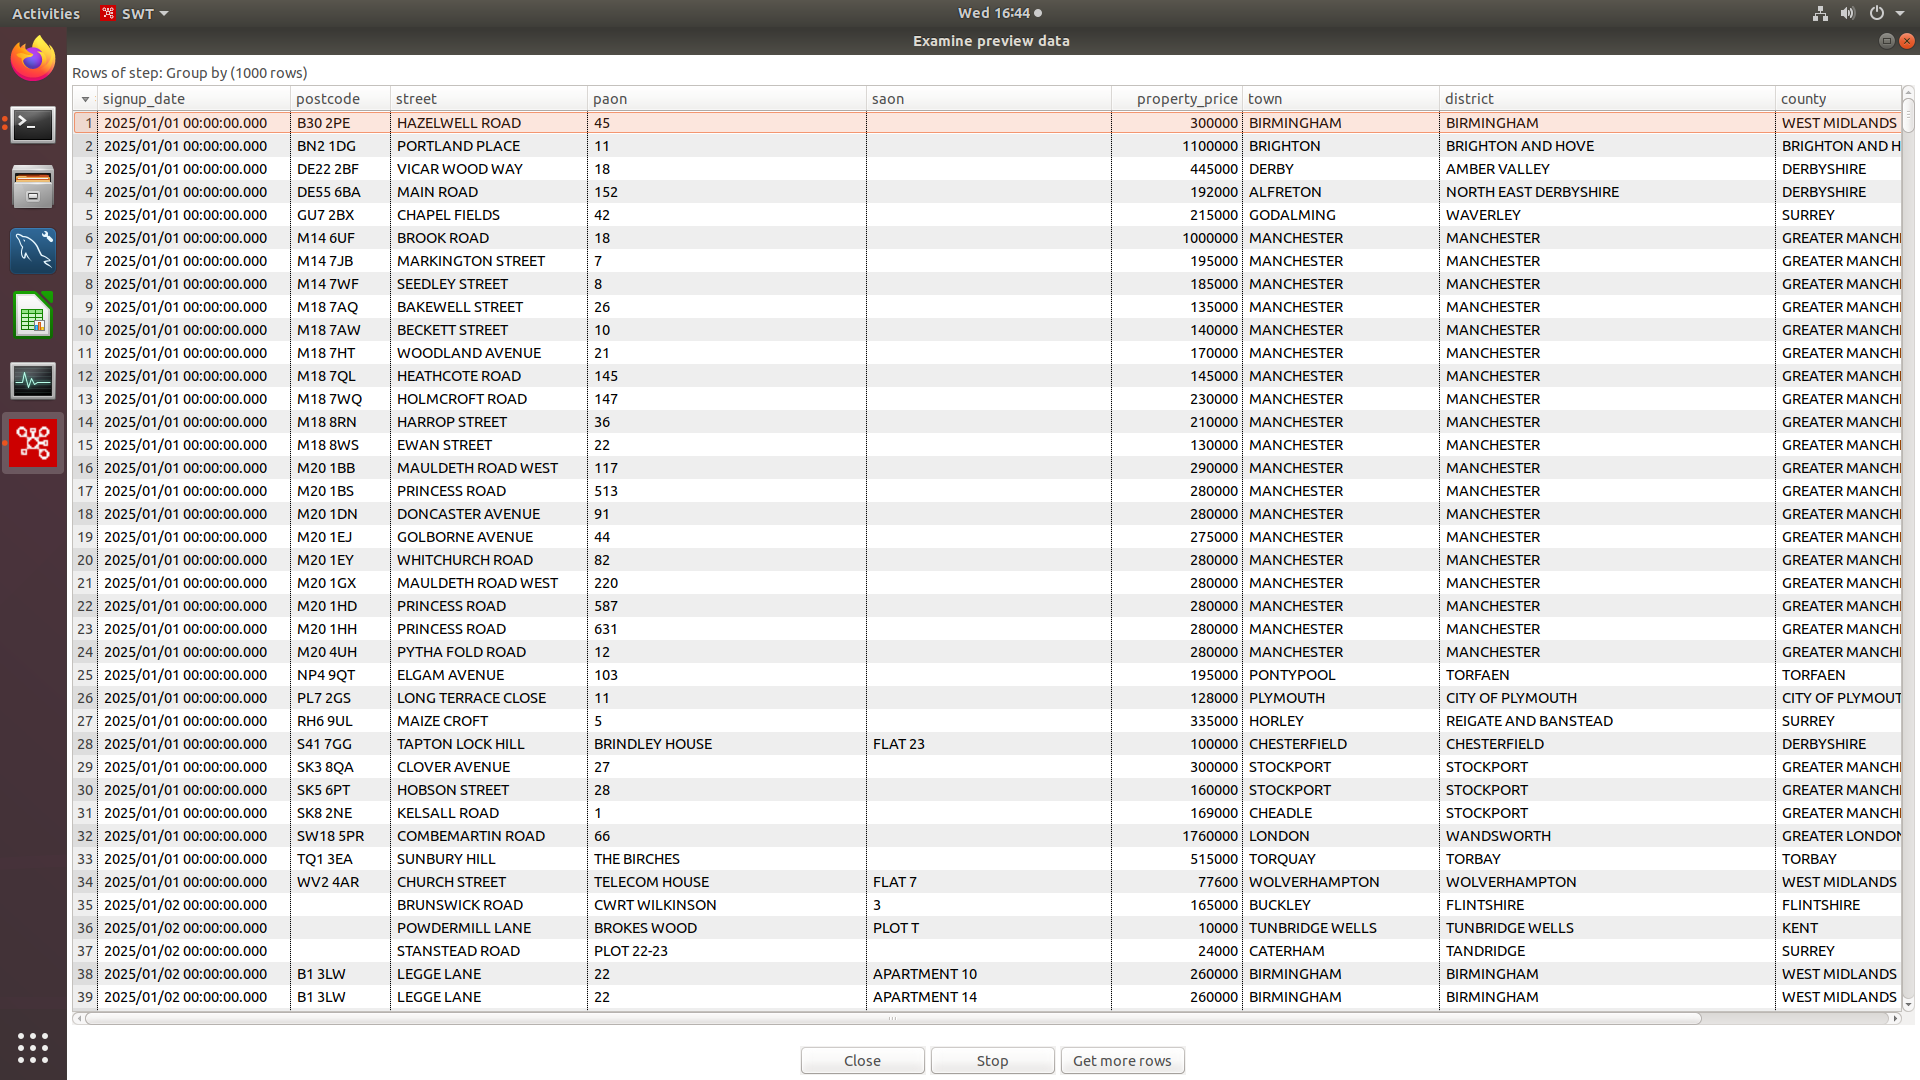 Activities SWT Wed 16:44
Examine preview data
Rows of step: Group by (1000 rows)
signup_date postcode street paon saon property_price town district county
1 2025/01/01 00:00:00.000 B30 2PE HAZELWELL ROAD 45 300000 BIRMINGHAM BIRMINGHAM WEST MIDLANDS
2 2025/01/01 00:00:00.000 BN2 1DG PORTLAND PLACE 11 1100000 BRIGHTON BRIGHTON AND HOVE BRIGHTON AND H
3 2025/01/01 00:00:00.000 DE22 2BF VICAR WOOD WAY 18 445000 DERBY AMBER VALLEY DERBYSHIRE
4 2025/01/01 00:00:00.000 DE55 6BA MAIN ROAD 152 192000 ALFRETON NORTH EAST DERBYSHIRE DERBYSHIRE
5 2025/01/01 00:00:00.000 GU7 2BX CHAPEL FIELDS 42 215000 GODALMING WAVERLEY SURREY
6 2025/01/01 00:00:00.000 M14 6UF BROOK ROAD 18 1000000 MANCHESTER MANCHESTER GREATER MANCH
7 2025/01/01 00:00:00.000 M14 7JB MARKINGTON STREET 7 195000 MANCHESTER MANCHESTER GREATER MANCH
8 2025/01/01 00:00:00.000 M14 7WF SEEDLEY STREET 8 185000 MANCHESTER MANCHESTER GREATER MANCH
9 2025/01/01 00:00:00.000 M18 7AQ BAKEWELL STREET 26 135000 MANCHESTER MANCHESTER GREATER MANCH
10 2025/01/01 00:00:00.000 M18 7AW BECKETT STREET 10 140000 MANCHESTER MANCHESTER GREATER MANCH
11 2025/01/01 00:00:00.000 M18 7HT WOODLAND AVENUE 21 170000 MANCHESTER MANCHESTER GREATER MANCH
12 2025/01/01 00:00:00.000 M18 7QL HEATHCOTE ROAD 145 145000 MANCHESTER MANCHESTER GREATER MANCH
13 2025/01/01 00:00:00.000 M18 7WQ HOLMCROFT ROAD 147 230000 MANCHESTER MANCHESTER GREATER MANCH
14 2025/01/01 00:00:00.000 M18 8RN HARROP STREET 36 210000 MANCHESTER MANCHESTER GREATER MANCH
15 2025/01/01 00:00:00.000 M18 8WS EWAN STREET 22 130000 MANCHESTER MANCHESTER GREATER MANCH
16 2025/01/01 00:00:00.000 M20 1BB MAULDETH ROAD WEST 117 290000 MANCHESTER MANCHESTER GREATER MANCH
17 2025/01/01 00:00:00.000 M20 1BS PRINCESS ROAD 513 280000 MANCHESTER MANCHESTER GREATER MANCH
18 2025/01/01 00:00:00.000 M20 1DN DONCASTER AVENUE 91 280000 MANCHESTER MANCHESTER GREATER MANCH
19 2025/01/01 00:00:00.000 M20 1EJ GOLBORNE AVENUE 44 275000 MANCHESTER MANCHESTER GREATER MANCH
20 2025/01/01 00:00:00.000 M20 1EY WHITCHURCH ROAD 82 280000 MANCHESTER MANCHESTER GREATER MANCH
21 2025/01/01 00:00:00.000 M20 1GX MAULDETH ROAD WEST 220 280000 MANCHESTER MANCHESTER GREATER MANCH
22 2025/01/01 00:00:00.000 M20 1HD PRINCESS ROAD 587 280000 MANCHESTER MANCHESTER GREATER MANCH
23 2025/01/01 00:00:00.000 M20 1HH PRINCESS ROAD 631 280000 MANCHESTER MANCHESTER GREATER MANCH
24 2025/01/01 00:00:00.000 M20 4UH PYTHA FOLD ROAD 12 280000 MANCHESTER MANCHESTER GREATER MANCH
25 2025/01/01 00:00:00.000 NP4 9QT ELGAM AVENUE 103 195000 PONTYPOOL TORFAEN TORFAEN
26 2025/01/01 00:00:00.000 PL7 2GS LONG TERRACE CLOSE 11 128000 PLYMOUTH CITY OF PLYMOUTH CITY OF PLYMOUT
27 2025/01/01 00:00:00.000 RH6 9UL MAIZE CROFT 5 335000 HORLEY REIGATE AND BANSTEAD SURREY
28 2025/01/01 00:00:00.000 S41 7GG TAPTON LOCK HILL BRINDLEY HOUSE FLAT 23 100000 CHESTERFIELD CHESTERFIELD DERBYSHIRE
29 2025/01/01 00:00:00.000 SK3 8QA CLOVER AVENUE 27 300000 STOCKPORT STOCKPORT GREATER MANCH
30 2025/01/01 00:00:00.000 SK5 6PT HOBSON STREET 28 160000 STOCKPORT STOCKPORT GREATER MANCH
31 2025/01/01 00:00:00.000 SK8 2NE KELSALL ROAD 1 169000 CHEADLE STOCKPORT GREATER MANCH
32 2025/01/01 00:00:00.000 SW18 5PR COMBEMARTIN ROAD 66 1760000 LONDON WANDSWORTH GREATER LONDON
33 2025/01/01 00:00:00.000 TQ1 3EA SUNBURY HILL THE BIRCHES 515000 TORQUAY TORBAY TORBAY
34 2025/01/01 00:00:00.000 WV2 4AR CHURCH STREET TELECOM HOUSE FLAT 7 77600 WOLVERHAMPTON WOLVERHAMPTON WEST MIDLANDS
35 2025/01/02 00:00:00.000 BRUNSWICK ROAD CWRT WILKINSON 3 165000 BUCKLEY FLINTSHIRE FLINTSHIRE
36 2025/01/02 00:00:00.000 POWDERMILL LANE BROKES WOOD PLOT T 10000 TUNBRIDGE WELLS TUNBRIDGE WELLS KENT
37 2025/01/02 00:00:00.000 STANSTEAD ROAD PLOT 22-23 24000 CATERHAM TANDRIDGE SURREY
38 2025/01/02 00:00:00.000 B1 3LW LEGGE LANE 22 APARTMENT 10 260000 BIRMINGHAM BIRMINGHAM WEST MIDLANDS
39 2025/01/02 00:00:00.000 B1 3LW LEGGE LANE 22 APARTMENT 14 260000 BIRMINGHAM BIRMINGHAM WEST MIDLANDS
Close Stop Get more rows